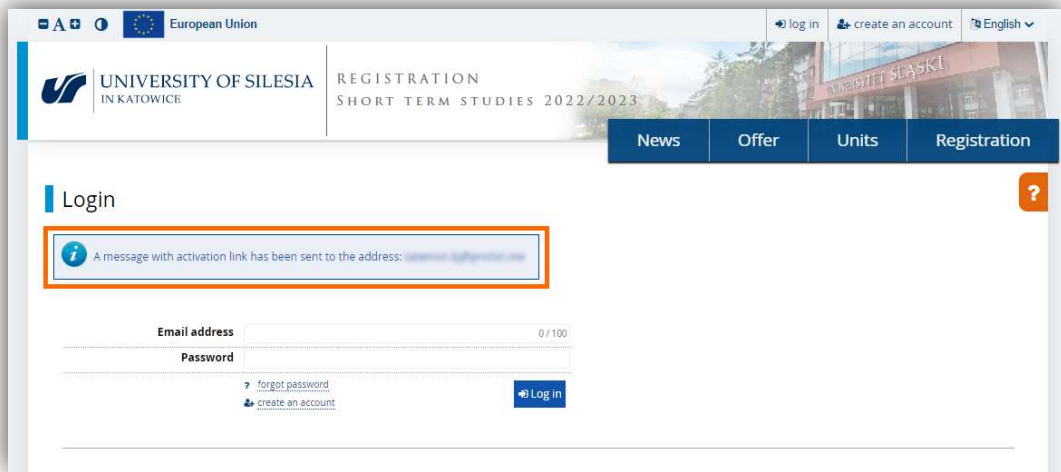 A European Union log in create an account English
UNIVERSITY OF SILESIA
IN KATOWICE
REGISTRATION
SHORT TERM STUDIES 2022/2023
UNIWERSYTET ŚLĄSKI
News Offer Units Registration
?
Login
i A message with activation link has been sent to the address:
Email address 0 / 100
Password
? forgot password
create an account
Log in